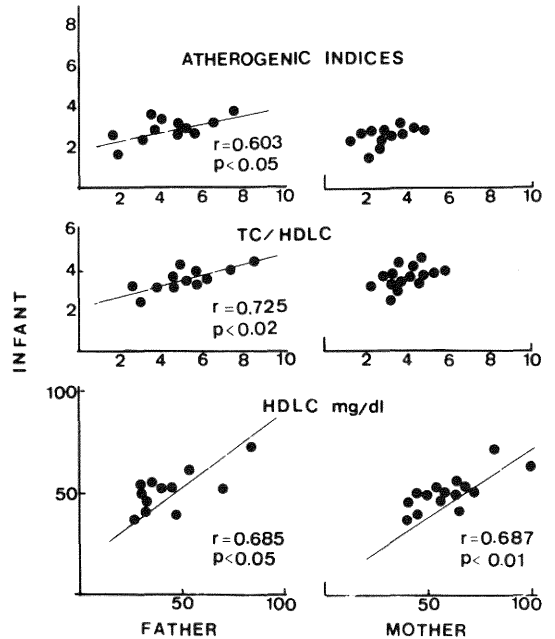 8
ATHEROGENIC INDICES
6
4
2
r=0.603
p<0.05
2 4 6 8 10
2 4 6 8 10
6
TC/HDLC
4
2
r=0.725
p<0.02
0 2 4 6 8 10
2 4 6 8 10
INFANT
100
HDLC mg/dl
50
r=0.685
p<0.05
r=0.687
p< 0.01
50 100
50 100
FATHER
MOTHER